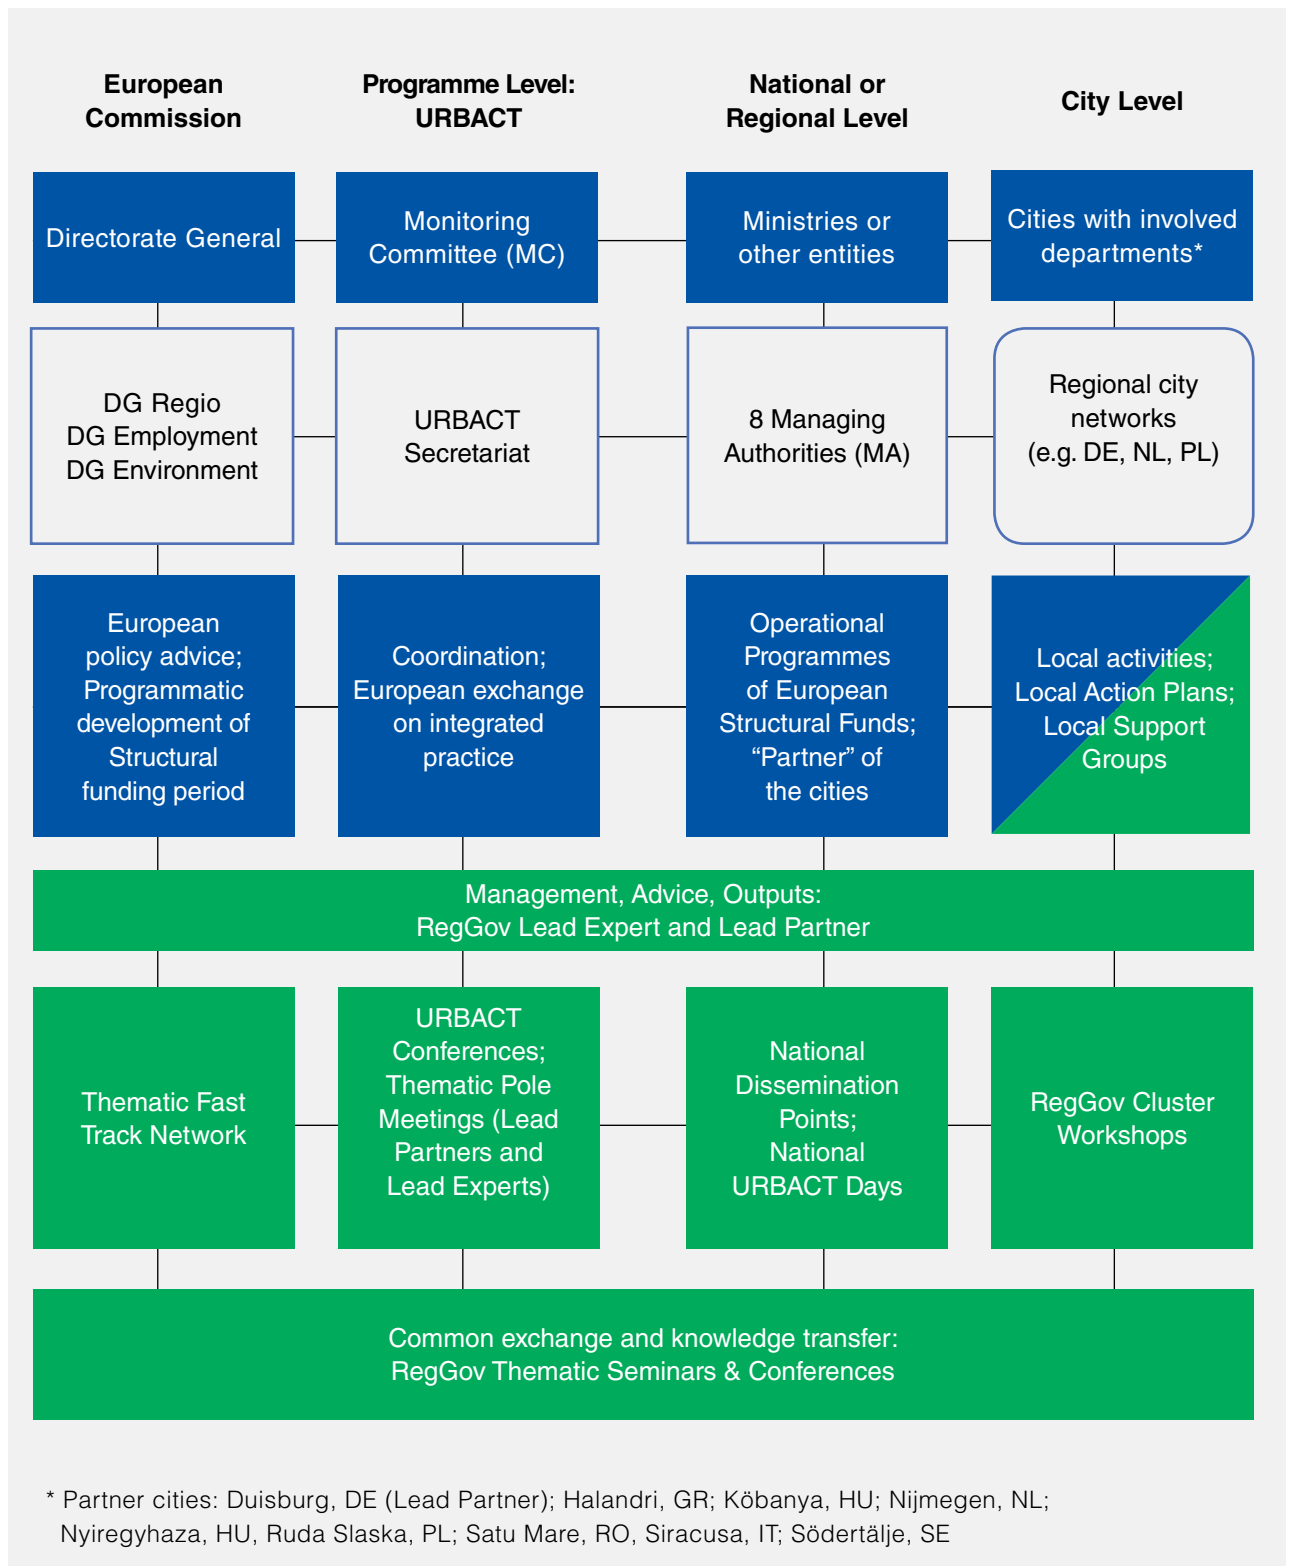 European
Commission
Programme Level:
URBACT
National or
Regional Level
City Level
Directorate General
Monitoring
Committee (MC)
Ministries or
other entities
Cities with involved
departments*
DG Regio
DG Employment
DG Environment
URBACT
Secretariat
8 Managing
Authorities (MA)
Regional city
networks
(e.g. DE, NL, PL)
European
policy advice;
Programmatic
development of
Structural
funding period
Coordination;
European exchange
on integrated
practice
Operational
Programmes
of European
Structural Funds;
“Partner” of
the cities
Local activities;
Local Action Plans;
Local Support
Groups
Management, Advice, Outputs:
RegGov Lead Expert and Lead Partner
Thematic Fast
Track Network
URBACT
Conferences;
Thematic Pole
Meetings (Lead
Partners and
Lead Experts)
National
Dissemination
Points;
National
URBACT Days
RegGov Cluster
Workshops
Common exchange and knowledge transfer:
RegGov Thematic Seminars & Conferences
* Partner cities: Duisburg, DE (Lead Partner); Halandri, GR; Köbanya, HU; Nijmegen, NL;
Nyiregyhaza, HU, Ruda Slaska, PL; Satu Mare, RO, Siracusa, IT; Södertälje, SE